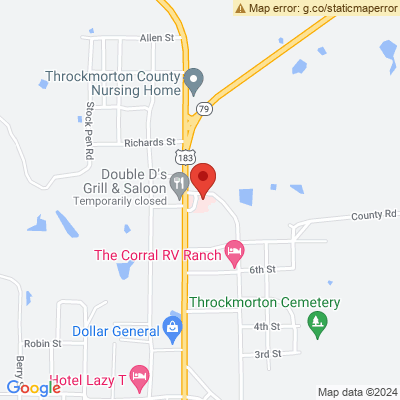 Map error: g.co/staticmaperror
Allen St
Throckmorton County
Nursing Home
79
Stock Pen Rd
Richards St
183
Double D's
Grill & Saloon
Temporarily closed
County Rd
The Corral RV Ranch
6th St
Throckmorton Cemetery
Dollar General
4th St
Robin St
3rd St
Berry S
Hotel Lazy T
Google
Map data ©2024